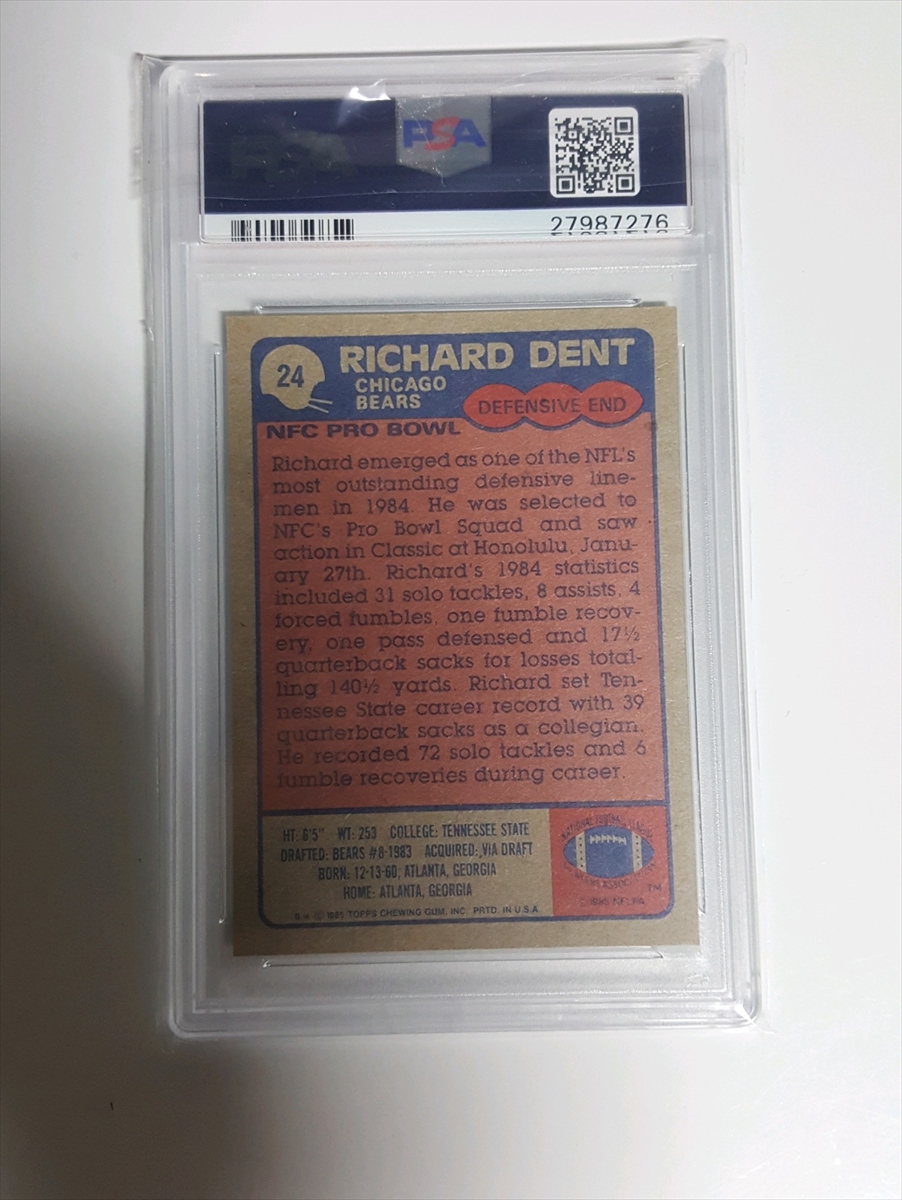 PSA
27987276
24
RICHARD DENT
CHICAGO
BEARS
DEFENSIVE END
NFC PRO BOWL
Richard emerged as one of the NFL's
most outstanding defensive line-
men in 1984. He was selected to
NFC's Pro Bowl Squad and saw
action in Classic at Honolulu, Janu-
ary 27th. Richard's 1984 statistics
included 31 solo tackles, 8 assists, 4
forced fumbles, one fumble recov-
ery, one pass defensed and 17½
quarterback sacks for losses total-
ling 140½ yards. Richard set Ten-
nessee State career record with 39
quarterback sacks as a collegian.
He recorded 72 solo tackles and 6
fumble recoveries during career.
HT: 6'5" WT: 253 COLLEGE: TENNESSEE STATE
DRAFTED: BEARS #8-1983 ACQUIRED: VIA DRAFT
BORN: 12-13-60, ATLANTA, GEORGIA
HOME: ATLANTA, GEORGIA
© 1985 TOPPS CHEWING GUM, INC. PRTD. IN U.S.A.
TM
© 1985 NFLPA